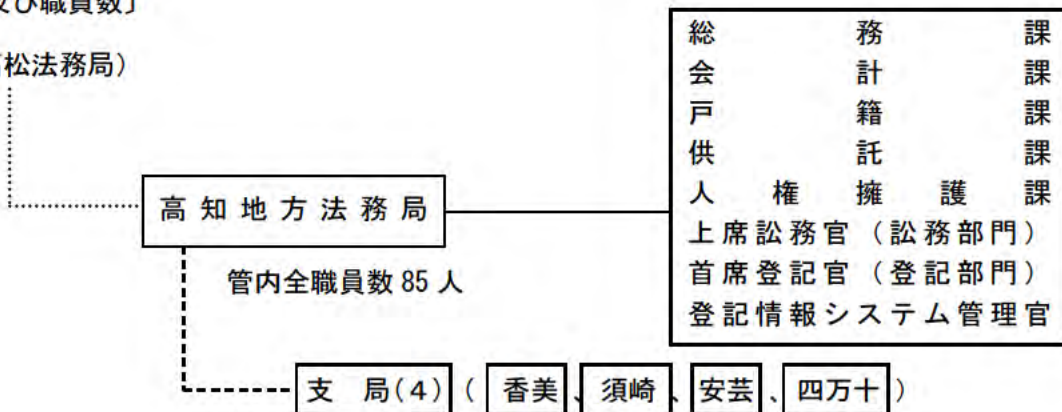 及び職員数〕
松法務局）
総務課
会計課
戸籍課
供託課
人権擁護課
上席訟務官（訟務部門）
首席登記官（登記部門）
登記情報システム管理官
高知地方法務局
管内全職員数 85 人
支 局(4) ( 香美 、 須崎 、 安芸 、 四万十 )